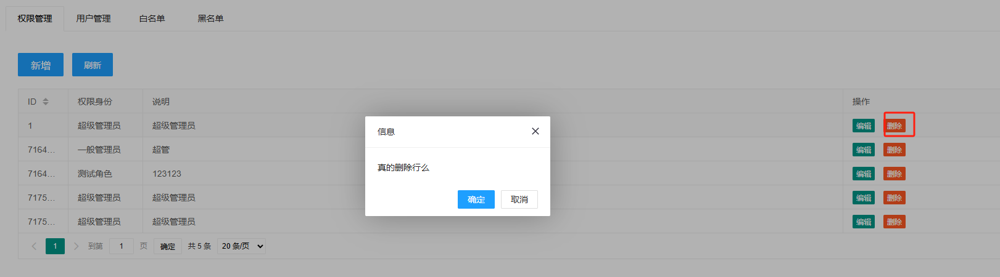 权限管理 用户管理 白名单 黑名单
新增 刷新
ID 权限身份 说明 操作
1 超级管理员 超级管理员 编辑 删除
7164... 一般管理员 超管 编辑 删除
7164... 测试角色 123123 编辑 删除
7175... 超级管理员 超级管理员 编辑 删除
7175... 超级管理员 超级管理员 编辑 删除
信息
真的删除行么
确定 取消
1 到第 1 页 确定 共 5 条 20 条/页